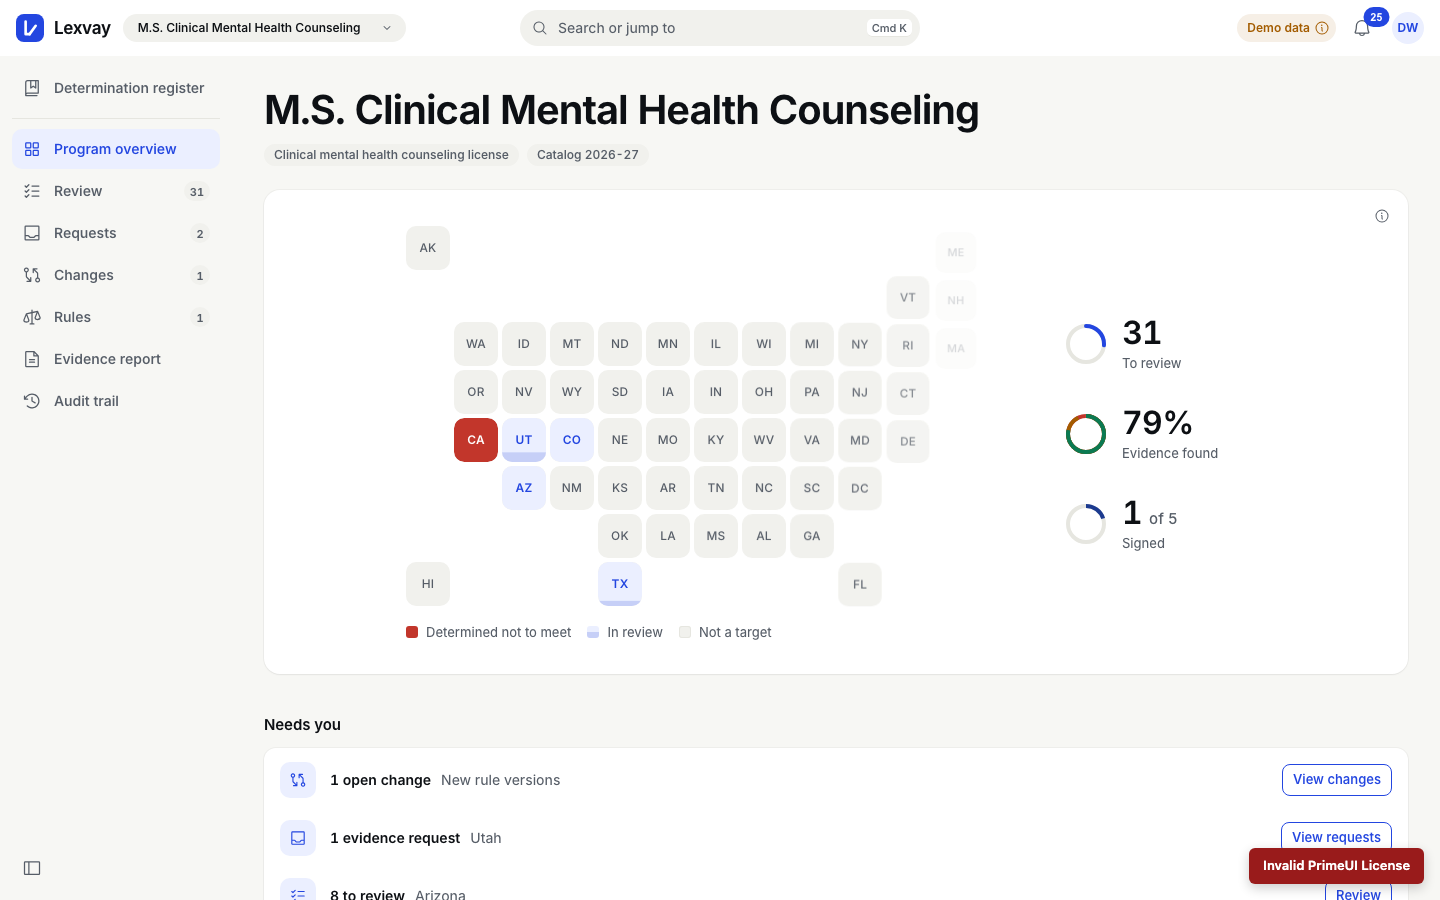 Lexvay
M.S. Clinical Mental Health Counseling
Search or jump to
Cmd K
Demo data
25
DW
Determination register
Program overview
Review 31
Requests 2
Changes 1
Rules 1
Evidence report
Audit trail
M.S. Clinical Mental Health Counseling
Clinical mental health counseling license
Catalog 2026-27
AK ME
VT NH
WA ID MT ND MN IL WI MI NY RI MA
OR NV WY SD IA IN OH PA NJ CT
CA UT CO NE MO KY WV VA MD DE
AZ NM KS AR TN NC SC DC
OK LA MS AL GA
HI TX FL
Determined not to meet
In review
Not a target
31
To review
79%
Evidence found
1 of 5
Signed
Needs you
1 open change New rule versions
View changes
1 evidence request Utah
View requests
8 to review Arizona
Review
Invalid PrimeUI License